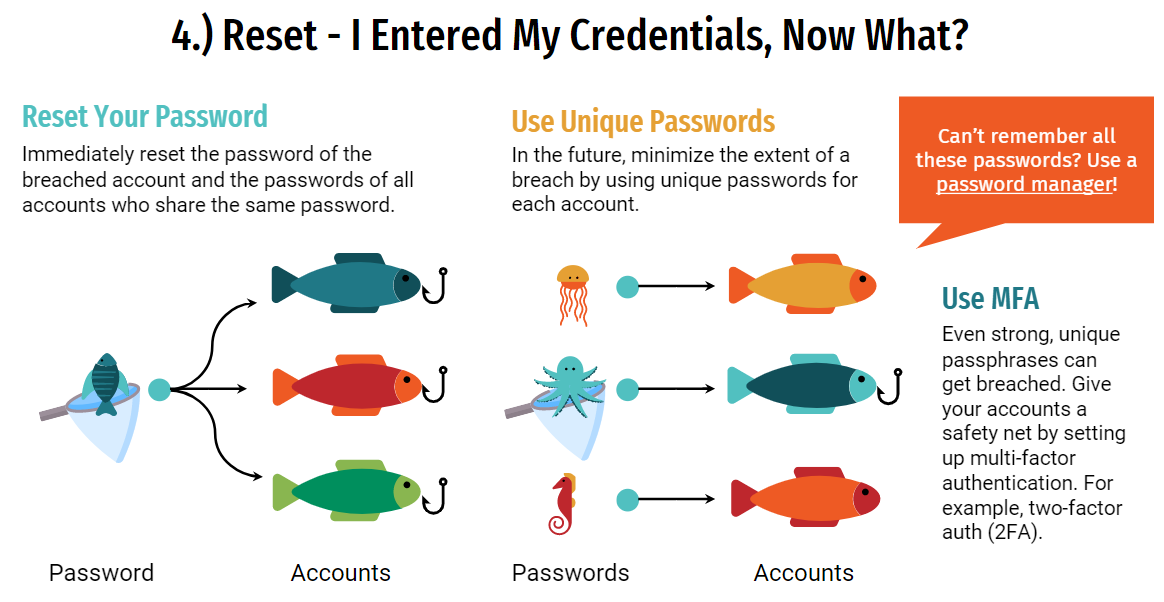 4.) Reset - I Entered My Credentials, Now What?
Reset Your Password
Immediately reset the password of the
breached account and the passwords of all
accounts who share the same password.
Password
Accounts
Use Unique Passwords
In the future, minimize the extent of a
breach by using unique passwords for
each account.
Passwords
Accounts
Can’t remember all
these passwords? Use a
password manager!
Use MFA
Even strong, unique
passphrases can
get breached. Give
your accounts a
safety net by setting
up multi-factor
authentication. For
example, two-factor
auth (2FA).